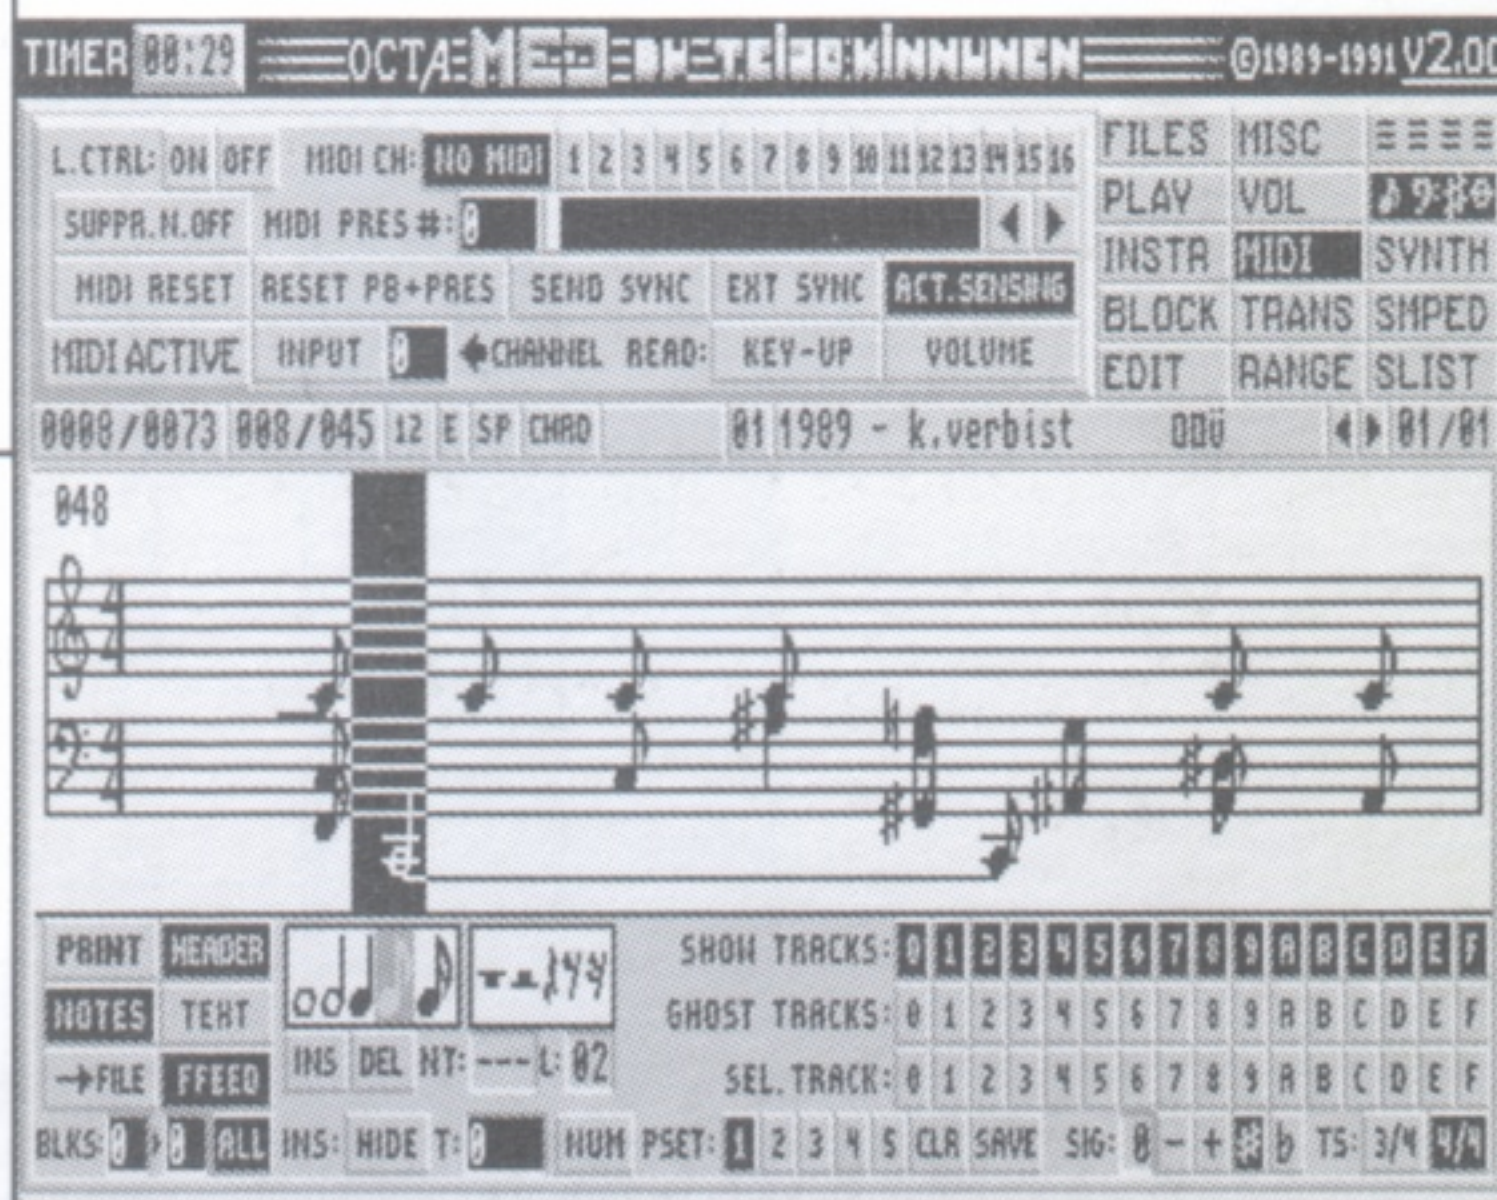 TIMER 00:29 OCTA MED BY TEIJO KINNUNEN ©1989-1991 V2.00
L.CTRL: ON OFF MIDI CH: NO MIDI 1 2 3 4 5 6 7 8 9 10 11 12 13 14 15 16
FILES MISC
SUPPR.N.OFF MIDI PRES #: 0
PLAY VOL
MIDI RESET RESET PB+PRES SEND SYNC EXT SYNC ACT.SENSING
INSTR MIDI SYNTH
BLOCK TRANS SMPED
MIDI ACTIVE INPUT 0 ←CHANNEL READ: KEY-UP VOLUME
EDIT RANGE SLIST
0008/0073 008/045 12 E SP CHRD 01 1989 - k.verbist 01/01
048
4 4
4 4
PRINT HEADER SHOW TRACKS: 0 1 2 3 4 5 6 7 8 9 A B C D E F
NOTES TEXT GHOST TRACKS: 0 1 2 3 4 5 6 7 8 9 A B C D E F
→FILE FFEED INS DEL NT: --- L: 02 SEL.TRACK: 0 1 2 3 4 5 6 7 8 9 A B C D E F
BLKS: 0 0 ALL INS: HIDE T: 0 NUM PSET: 1 2 3 4 5 CLR SAVE SIG: 0 - + # ♭ TS: 3/4 4/4